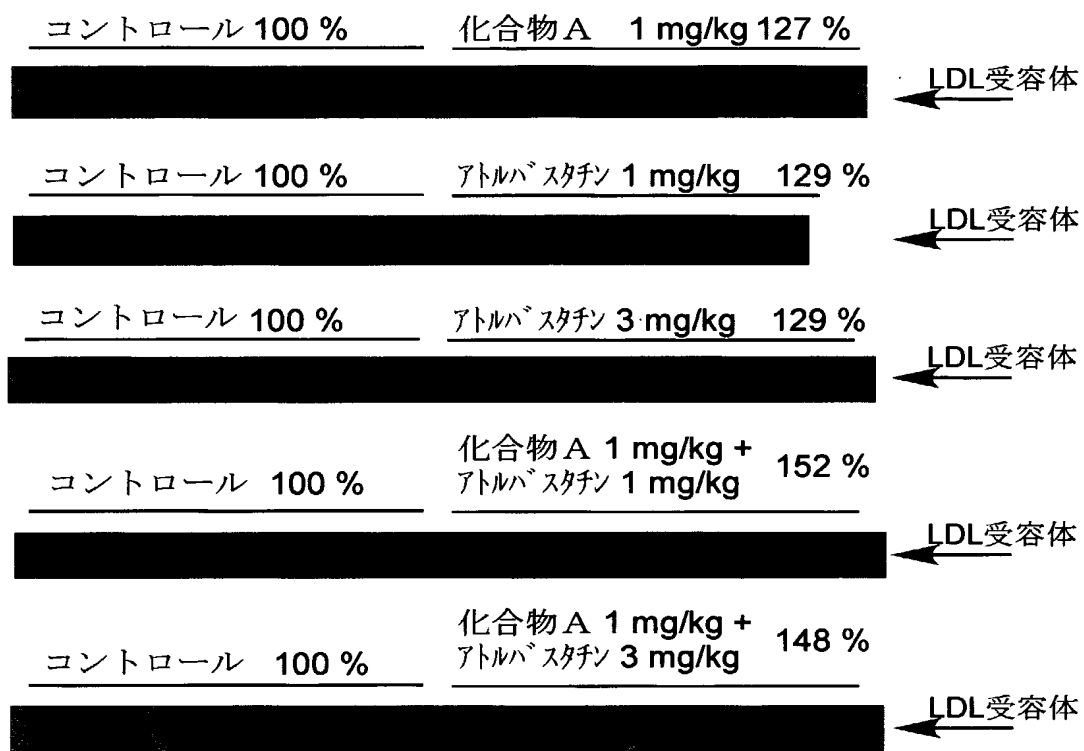 コントロール 100 % 化合物A 1 mg/kg 127 %
LDL受容体
コントロール 100 % アトルバスタチン 1 mg/kg 129 %
LDL受容体
コントロール 100 % アトルバスタチン 3 mg/kg 129 %
LDL受容体
化合物A 1 mg/kg +
コントロール 100 % アトルバスタチン 1 mg/kg 152 %
LDL受容体
化合物A 1 mg/kg +
コントロール 100 % アトルバスタチン 3 mg/kg 148 %
LDL受容体